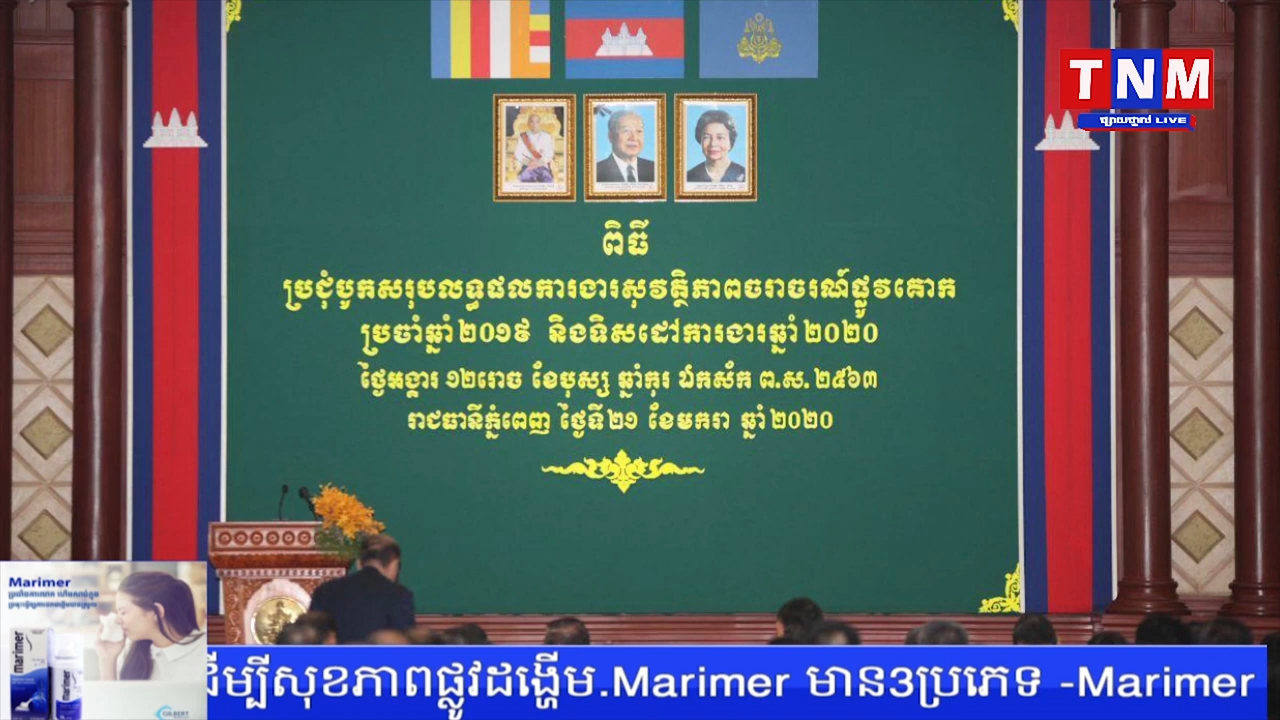 TNM
ផ្សាយផ្ទាល់ LIVE
ពិធី
ប្រជុំបូកសរុបលទ្ធផលការងារសុវត្ថិភាពចរាចរណ៍ផ្លូវគោក
ប្រចាំឆ្នាំ២០១៩ និងទិសដៅការងារឆ្នាំ២០២០
ថ្ងៃអង្គារ ១២រោច ខែបុស្ស ឆ្នាំកុរ ឯកស័ក ព.ស. ២៥៦៣
រាជធានីភ្នំពេញ ថ្ងៃទី២១ ខែមករា ឆ្នាំ២០២០
Marimer
marimer
marimer
GILBERT
ដើម្បីសុខភាពផ្លូវដង្ហើម.Marimer មាន3ប្រភេទ -Marimer